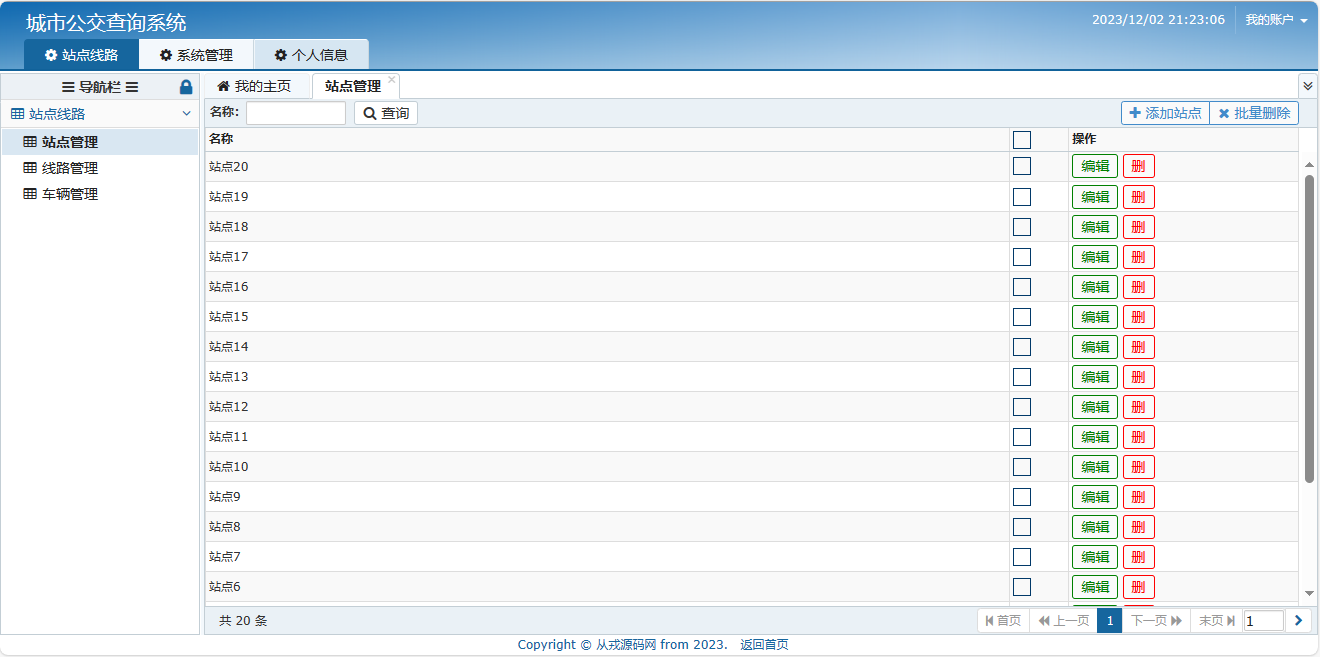 城市公交查询系统
2023/12/02 21:23:06 我的账户
站点线路 系统管理 个人信息
导航栏
我的主页 站点管理
站点线路
名称: 查询 添加站点 批量删除
站点管理
名称 操作
线路管理
站点20 编辑 删
车辆管理
站点19 编辑 删
站点18 编辑 删
站点17 编辑 删
站点16 编辑 删
站点15 编辑 删
站点14 编辑 删
站点13 编辑 删
站点12 编辑 删
站点11 编辑 删
站点10 编辑 删
站点9 编辑 删
站点8 编辑 删
站点7 编辑 删
站点6 编辑 删
共 20 条 首页 上一页 1 下一页 末页 1
Copyright © 从戎源码网 from 2023. 返回首页